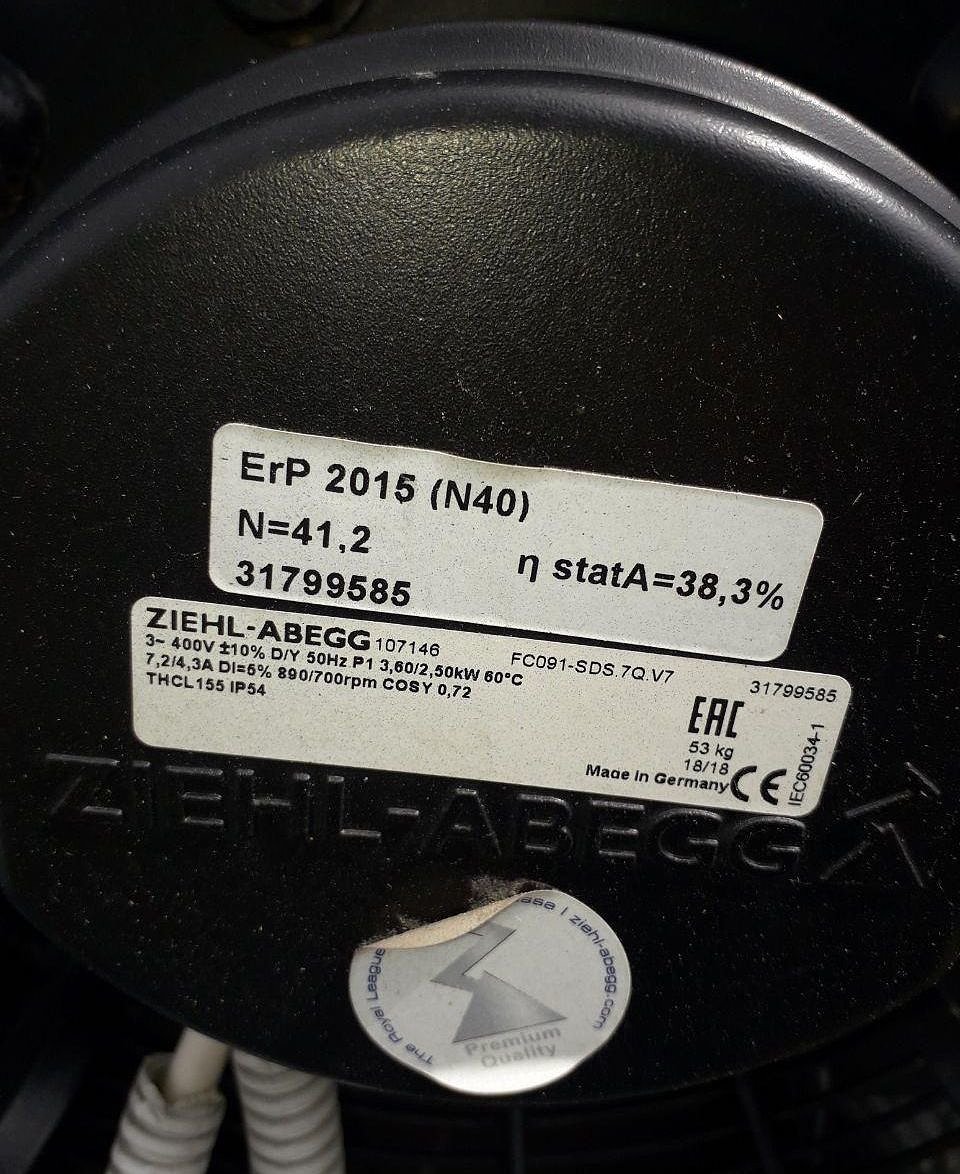 ErP 2015 (N40)
N=41,2
η statA=38,3%
31799585
ZIEHL-ABEGG 107146 FC091-SDS.7Q.V7 31799585
3~ 400V ±10% D/Y 50Hz P1 3,60/2,50kW 60°C
7,2/4,3A DI=5% 890/700rpm COSY 0,72
THCL155 IP54
EAC
53 kg
18/18
Made in Germany CE
IEC60034-1
ZIEHL-ABEGG
The Royal League ziehl-abegg.com
Premium
Quality